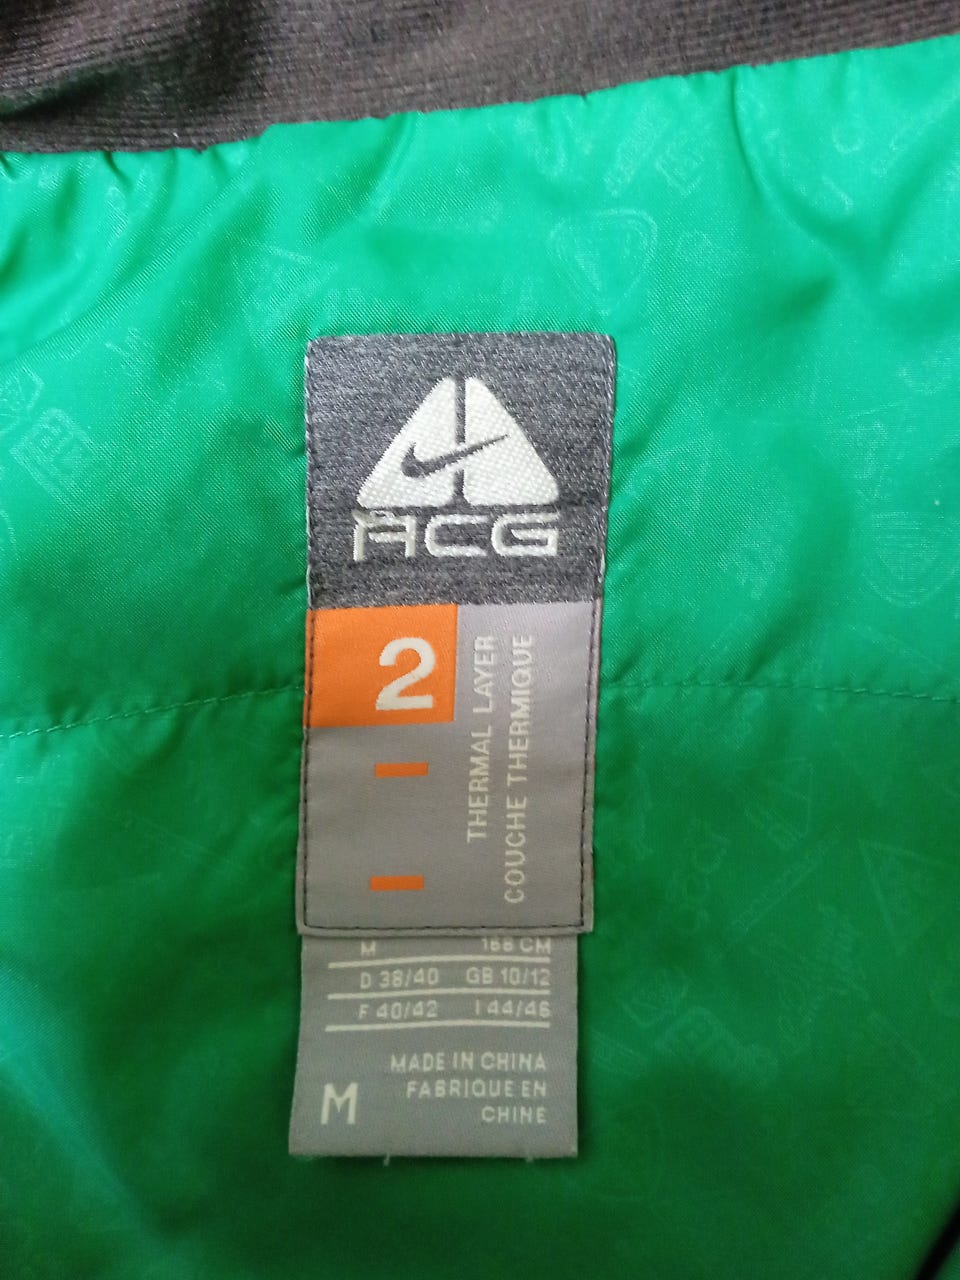 ACG
2
THERMAL LAYER
COUCHE THERMIQUE
M 168 CM
D 38/40 GB 10/12
F 40/42 I 44/46
MADE IN CHINA
FABRIQUE EN
CHINE
M